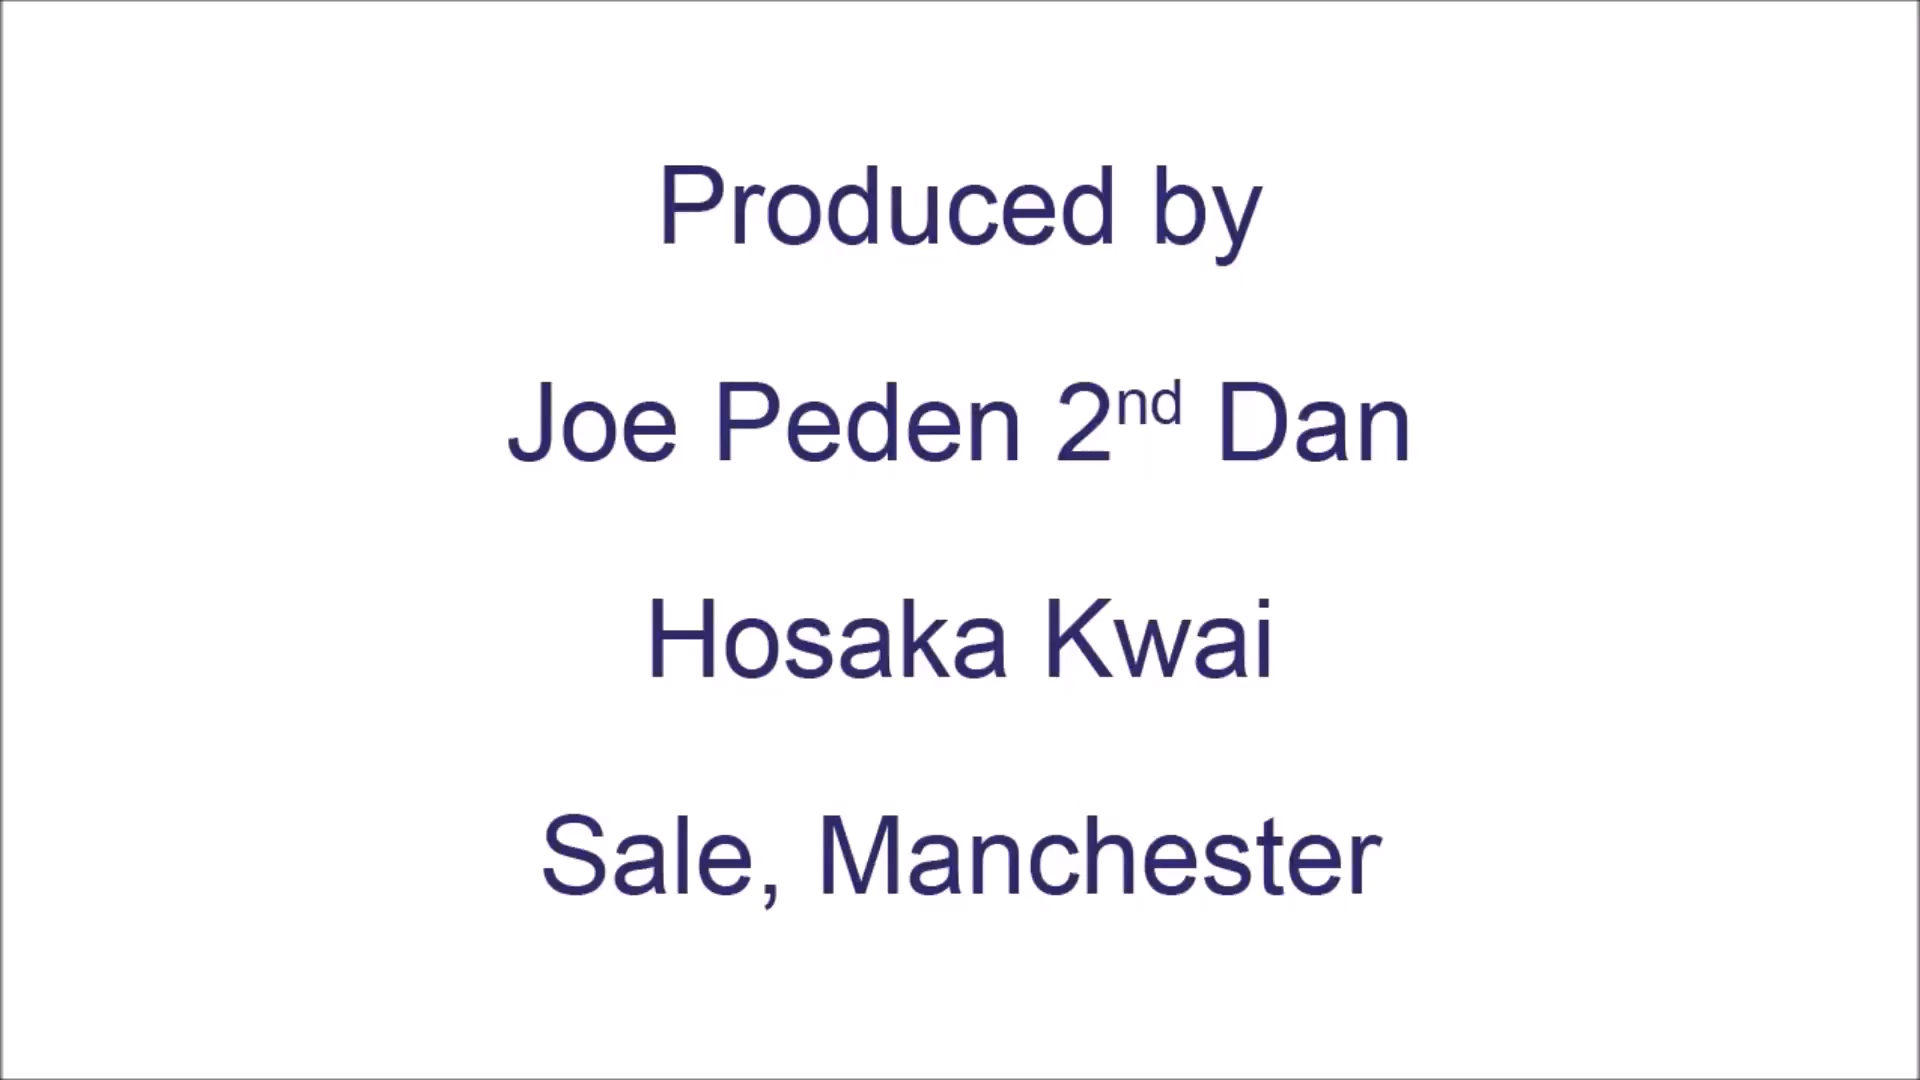 Produced by
Joe Peden 2nd Dan
Hosaka Kwai
Sale, Manchester